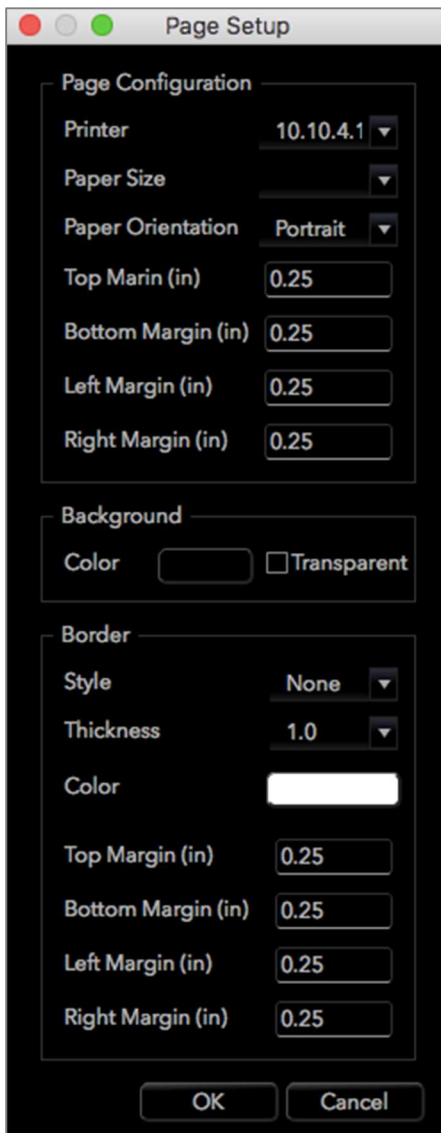 Page Setup
Page Configuration
Printer 10.10.4.1
Paper Size
Paper Orientation Portrait
Top Marin (in) 0.25
Bottom Margin (in) 0.25
Left Margin (in) 0.25
Right Margin (in) 0.25
Background
Color Transparent
Border
Style None
Thickness 1.0
Color
Top Margin (in) 0.25
Bottom Margin (in) 0.25
Left Margin (in) 0.25
Right Margin (in) 0.25
OK Cancel